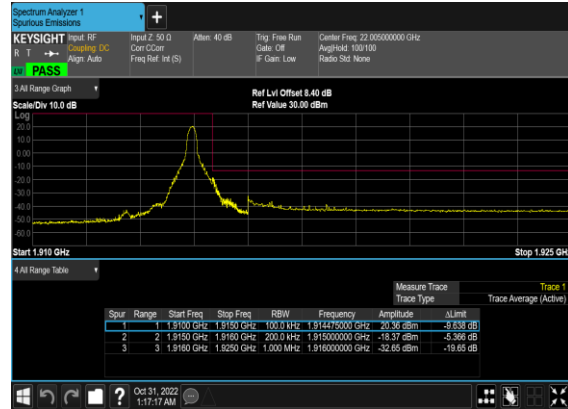 Spectrum Analyzer 1
Spurious Emissions
+
KEYSIGHT Input: RF Input Z: 50 Ω Atten: 40 dB Trig: Free Run Center Freq: 22.005000000 GHz
R T Coupling: DC Corr CCorr Gate: Off Avg|Hold: 100/100
Align: Auto Freq Ref: Int (S) IF Gain: Low Radio Std: None
PASS
3 All Range Graph Ref Lvl Offset 8.40 dB
Scale/Div 10.0 dB Ref Value 30.00 dBm
Log
20.0
10.0
0.00
-10.0
-20.0
-30.0
-40.0
-50.0
-60.0
Start 1.910 GHz Stop 1.925 GH
4 All Range Table
Measure Trace Trace 1
Trace Type Trace Average (Active)
Spur Range Start Freq Stop Freq RBW Frequency Amplitude ΔLimit
1 1 1.9100 GHz 1.9150 GHz 100.0 kHz 1.914475000 GHz 20.36 dBm -9.638 dB
2 2 1.9150 GHz 1.9160 GHz 200.0 kHz 1.915000000 GHz -18.37 dBm -5.366 dB
3 3 1.9160 GHz 1.9250 GHz 1.000 MHz 1.916000000 GHz -32.65 dBm -19.65 dB
? Oct 31, 2022
1:17:17 AM